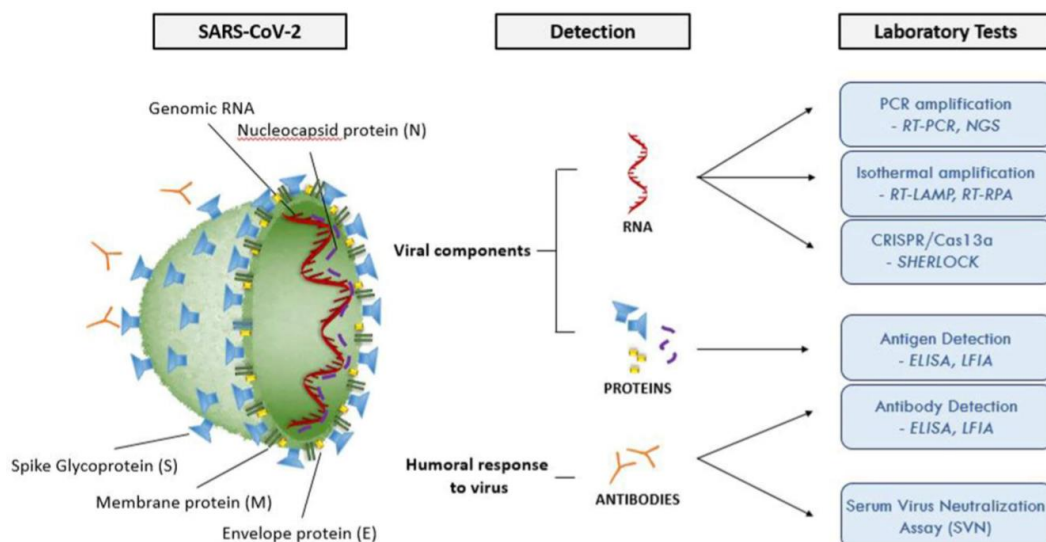 SARS-CoV-2
Detection
Laboratory Tests
Genomic RNA
Nucleocapsid protein (N)
Spike Glycoprotein (S)
Membrane protein (M)
Envelope protein (E)
Viral components
Humoral response
to virus
RNA
PROTEINS
ANTIBODIES
PCR amplification
- RT-PCR, NGS
Isothermal amplification
- RT-LAMP, RT-RPA
CRISPR/Cas13a
- SHERLOCK
Antigen Detection
- ELISA, LFIA
Antibody Detection
- ELISA, LFIA
Serum Virus Neutralization
Assay (SVN)